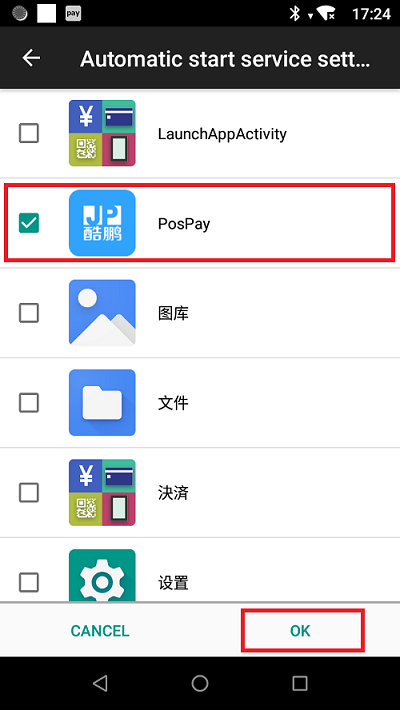 pay
17:24
Automatic start service sett...
¥
LaunchAppActivity
JP
酷鹏
PosPay
图库
文件
¥
決済
设置
CANCEL
OK